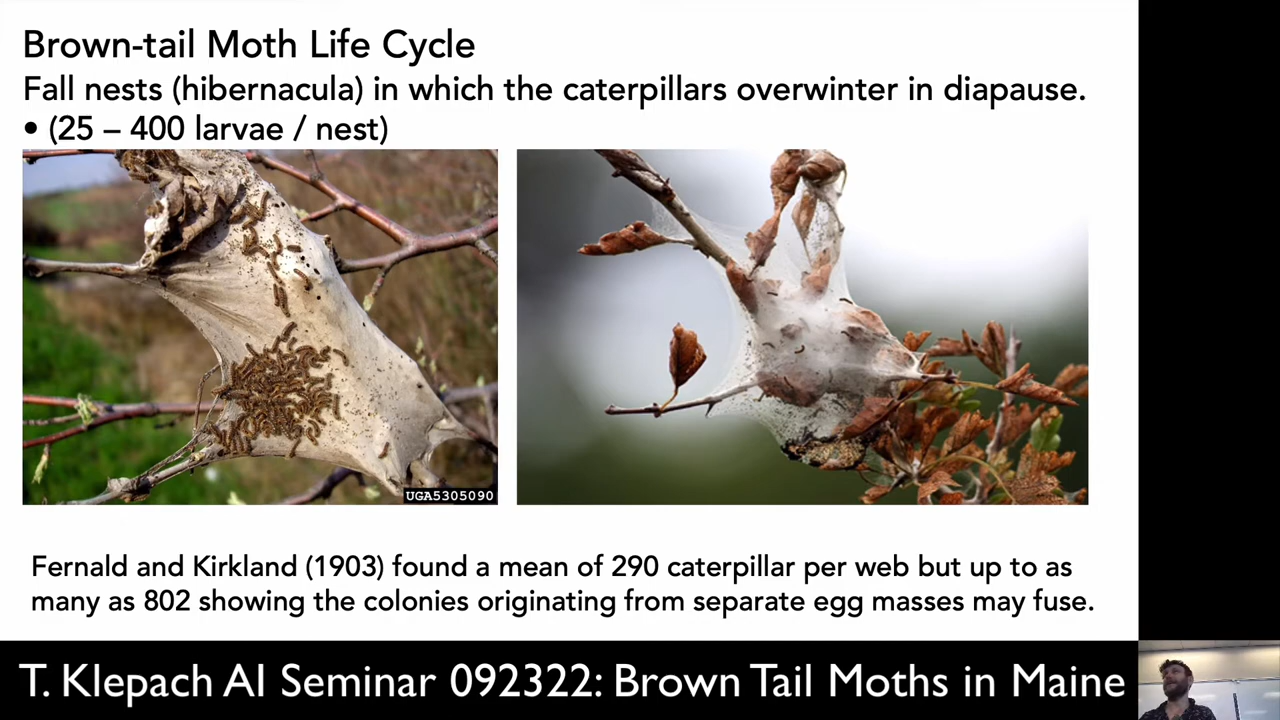 Brown-tail Moth Life Cycle
Fall nests (hibernacula) in which the caterpillars overwinter in diapause.
• (25 – 400 larvae / nest)
UGA5305090
Fernald and Kirkland (1903) found a mean of 290 caterpillar per web but up to as
many as 802 showing the colonies originating from separate egg masses may fuse.
T. Klepach AI Seminar 092322: Brown Tail Moths in Maine